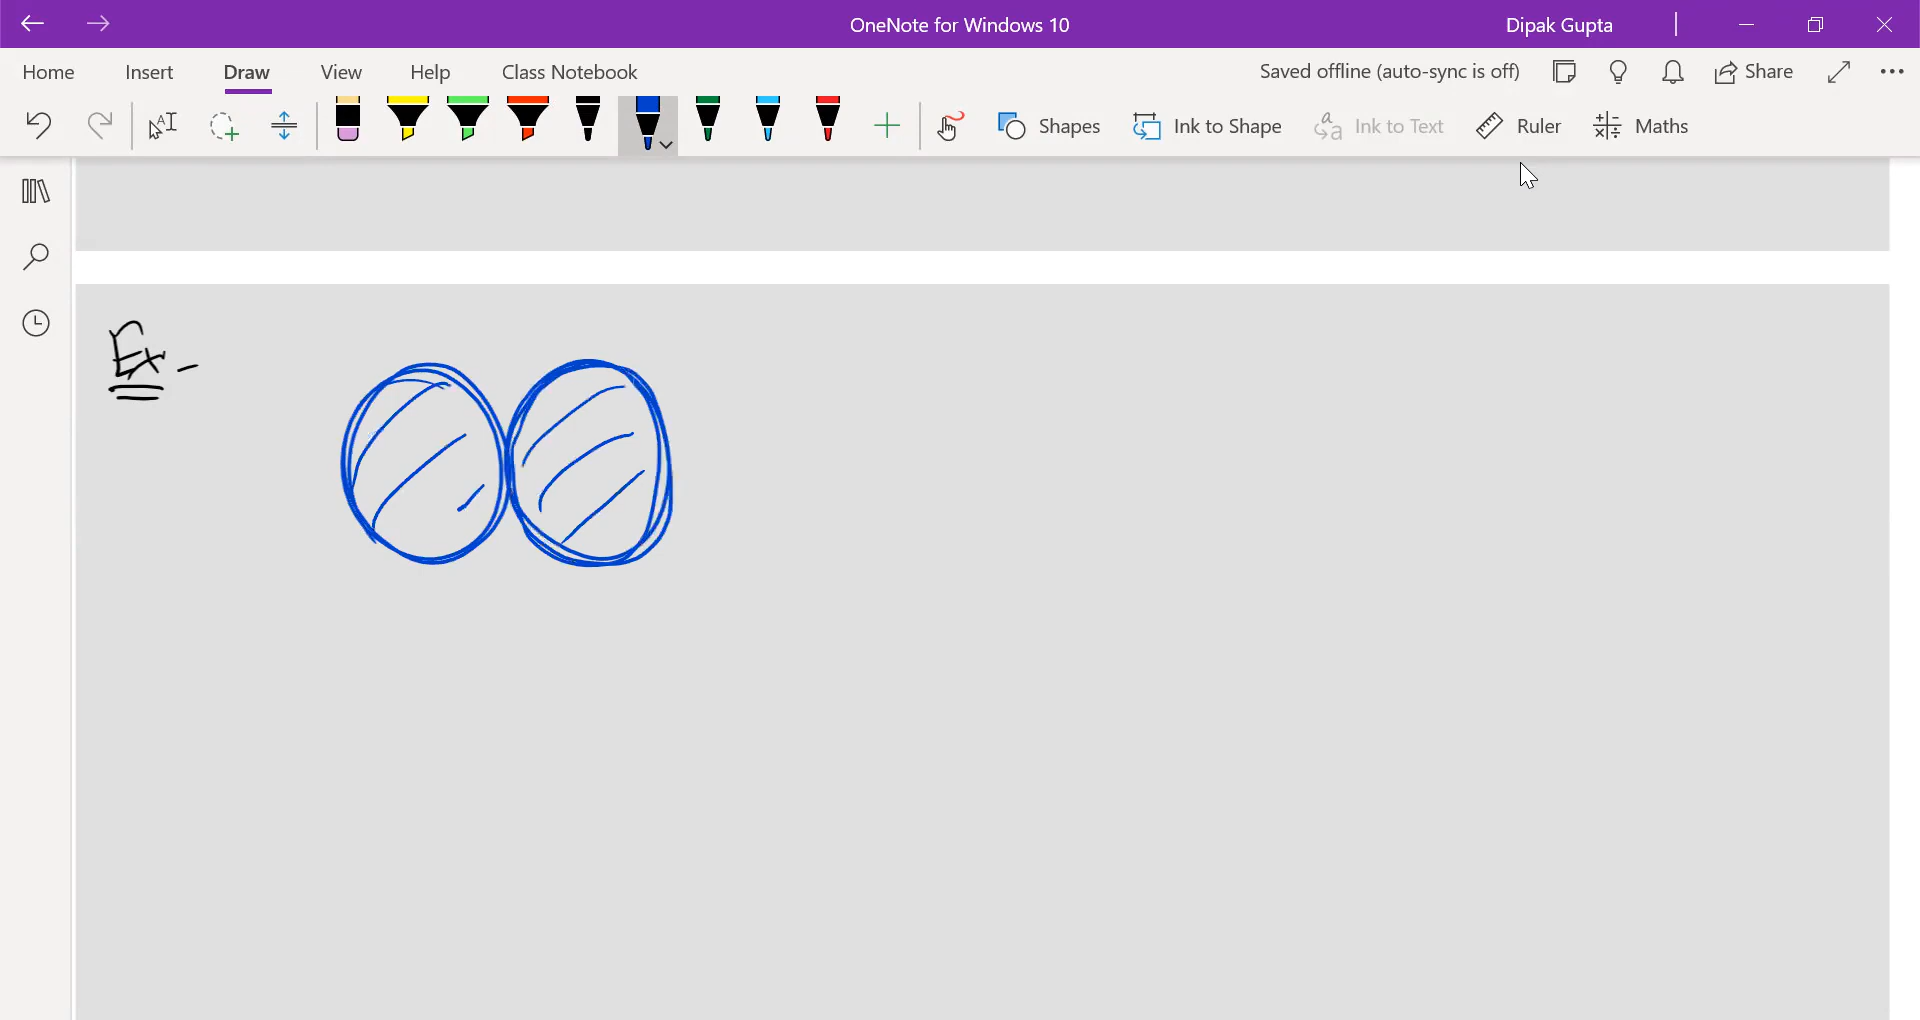 OneNote for Windows 10
Dipak Gupta
Home Insert Draw View Help Class Notebook
Saved offline (auto-sync is off) Share
Shapes Ink to Shape Ink to Text Ruler Maths
Ex -